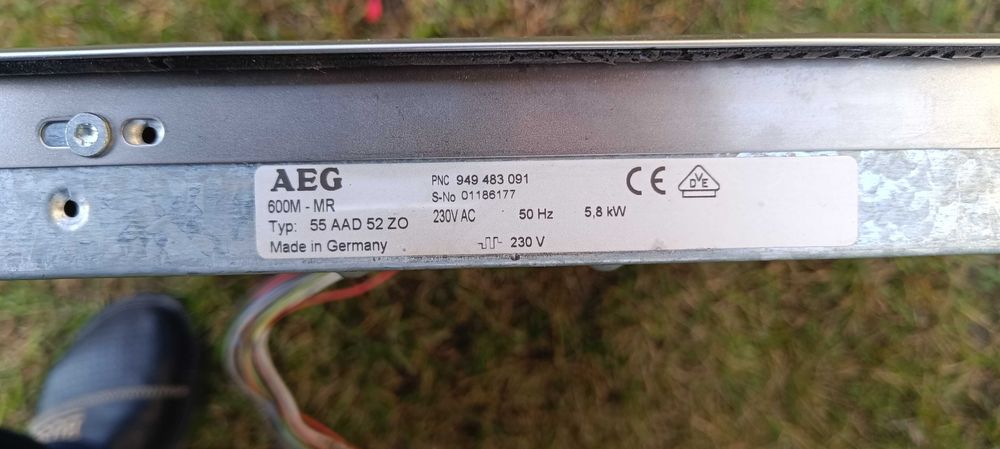 AEG
600M - MR
Typ: 55 AAD 52 ZO
Made in Germany
PNC 949 483 091
S-No 01186177
230V AC 50 Hz 5,8 kW
230 V
CE
DVE